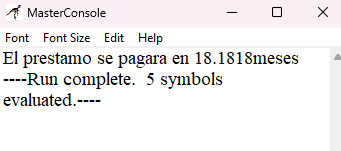 MasterConsole
Font Font Size Edit Help
El prestamo se pagara en 18.1818meses
----Run complete.  5 symbols
evaluated.----